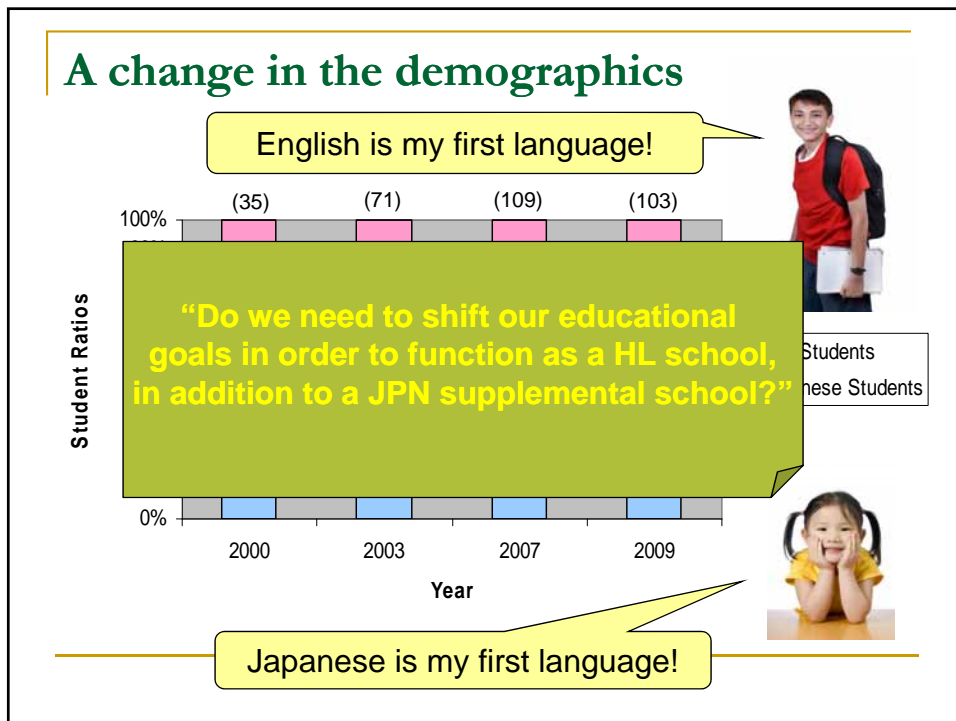 A change in the demographics
English is my first language!
(35) (71) (109) (103)
100%
“Do we need to shift our educational
goals in order to function as a HL school,
in addition to a JPN supplemental school?”
Student Ratios
Students
nese Students
0%
2000 2003 2007 2009
Year
Japanese is my first language!